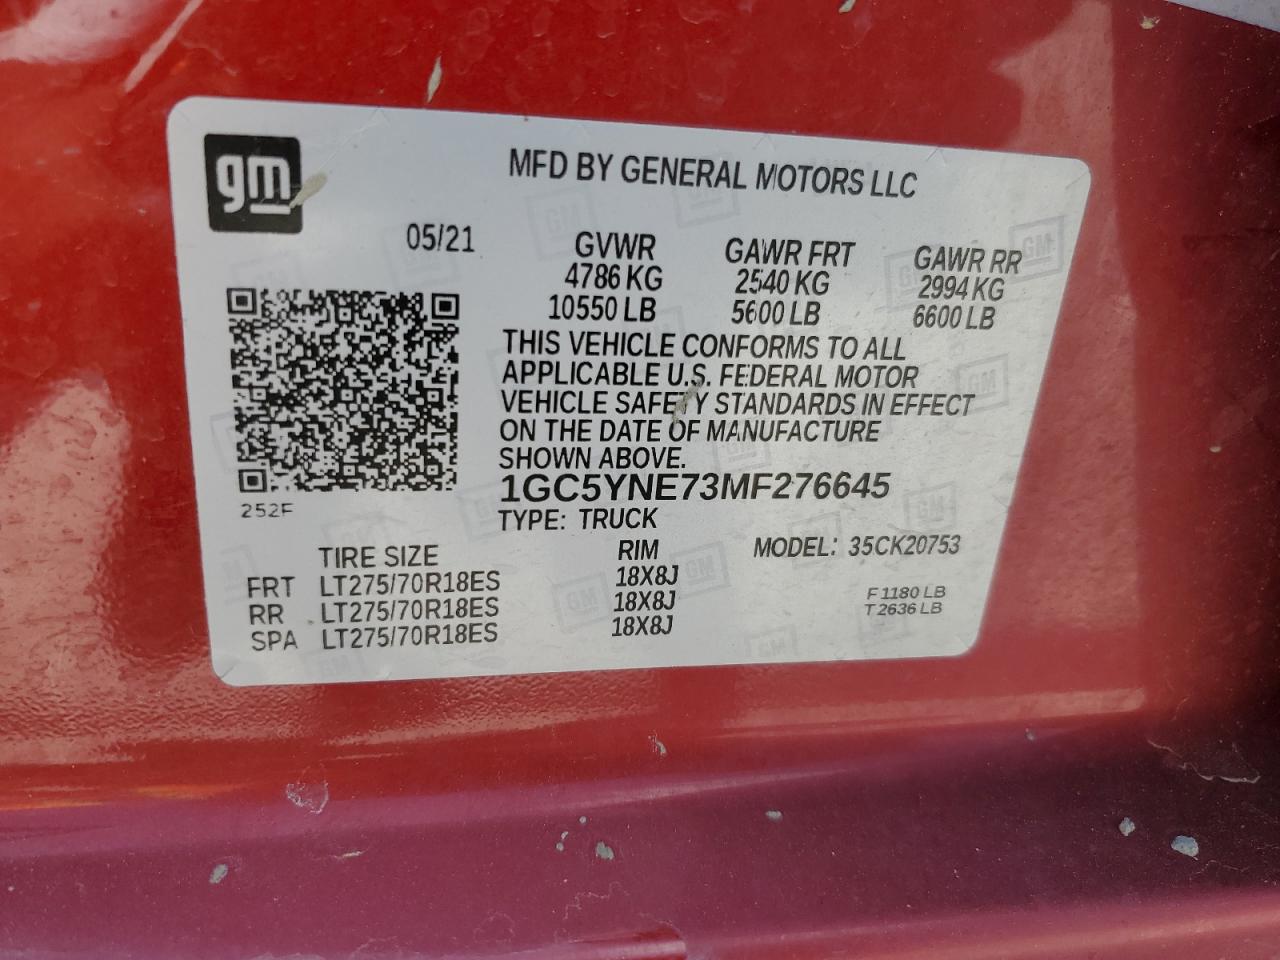 gm
MFD BY GENERAL MOTORS LLC
05/21
GVWR GAWR FRT GAWR RR
4786 KG 2540 KG 2994 KG
10550 LB 5600 LB 6600 LB
THIS VEHICLE CONFORMS TO ALL
APPLICABLE U.S. FEDERAL MOTOR
VEHICLE SAFETY STANDARDS IN EFFECT
ON THE DATE OF MANUFACTURE
SHOWN ABOVE.
1GC5YNE73MF276645
252F
TYPE: TRUCK
TIRE SIZE RIM MODEL: 35CK20753
FRT LT275/70R18ES 18X8J
RR LT275/70R18ES 18X8J
SPA LT275/70R18ES 18X8J
F 1180 LB
T 2636 LB